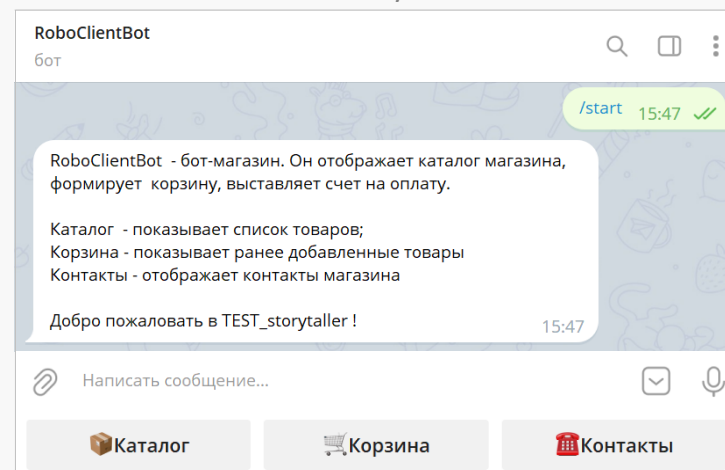 RoboClientBot
бот
/start 15:47
RoboClientBot - бот-магазин. Он отображает каталог магазина,
формирует корзину, выставляет счет на оплату.
Каталог - показывает список товаров;
Корзина - показывает ранее добавленные товары
Контакты - отображает контакты магазина
Добро пожаловать в TEST_storytaller !
15:47
Написать сообщение...
Каталог
Корзина
Контакты